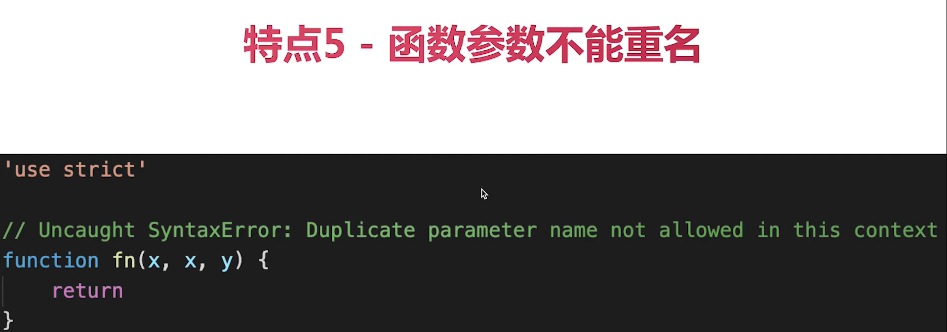 特点5 - 函数参数不能重名
'use strict'
// Uncaught SyntaxError: Duplicate parameter name not allowed in this context
function fn(x, x, y) {
    return
}